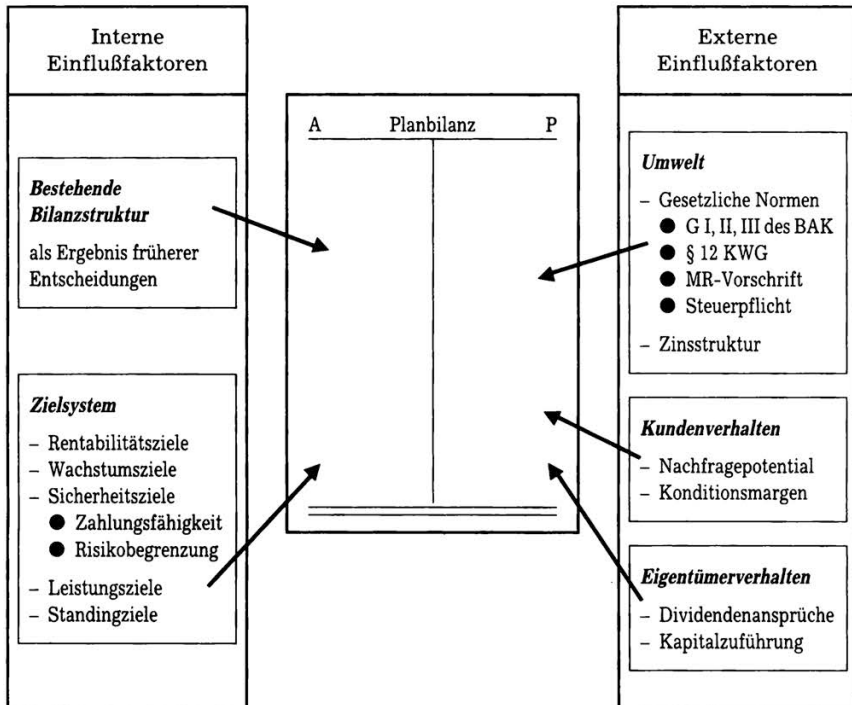 Interne
Einflußfaktoren
Bestehende
Bilanzstruktur
als Ergebnis früherer
Entscheidungen
Zielsystem
– Rentabilitätsziele
– Wachstumsziele
– Sicherheitsziele
● Zahlungsfähigkeit
● Risikobegrenzung
– Leistungsziele
– Standingziele
A Planbilanz P
Externe
Einflußfaktoren
Umwelt
– Gesetzliche Normen
● G I, II, III des BAK
● § 12 KWG
● MR-Vorschrift
● Steuerpflicht
– Zinsstruktur
Kundenverhalten
– Nachfragepotential
– Konditionsmargen
Eigentümerverhalten
– Dividendenansprüche
– Kapitalzuführung